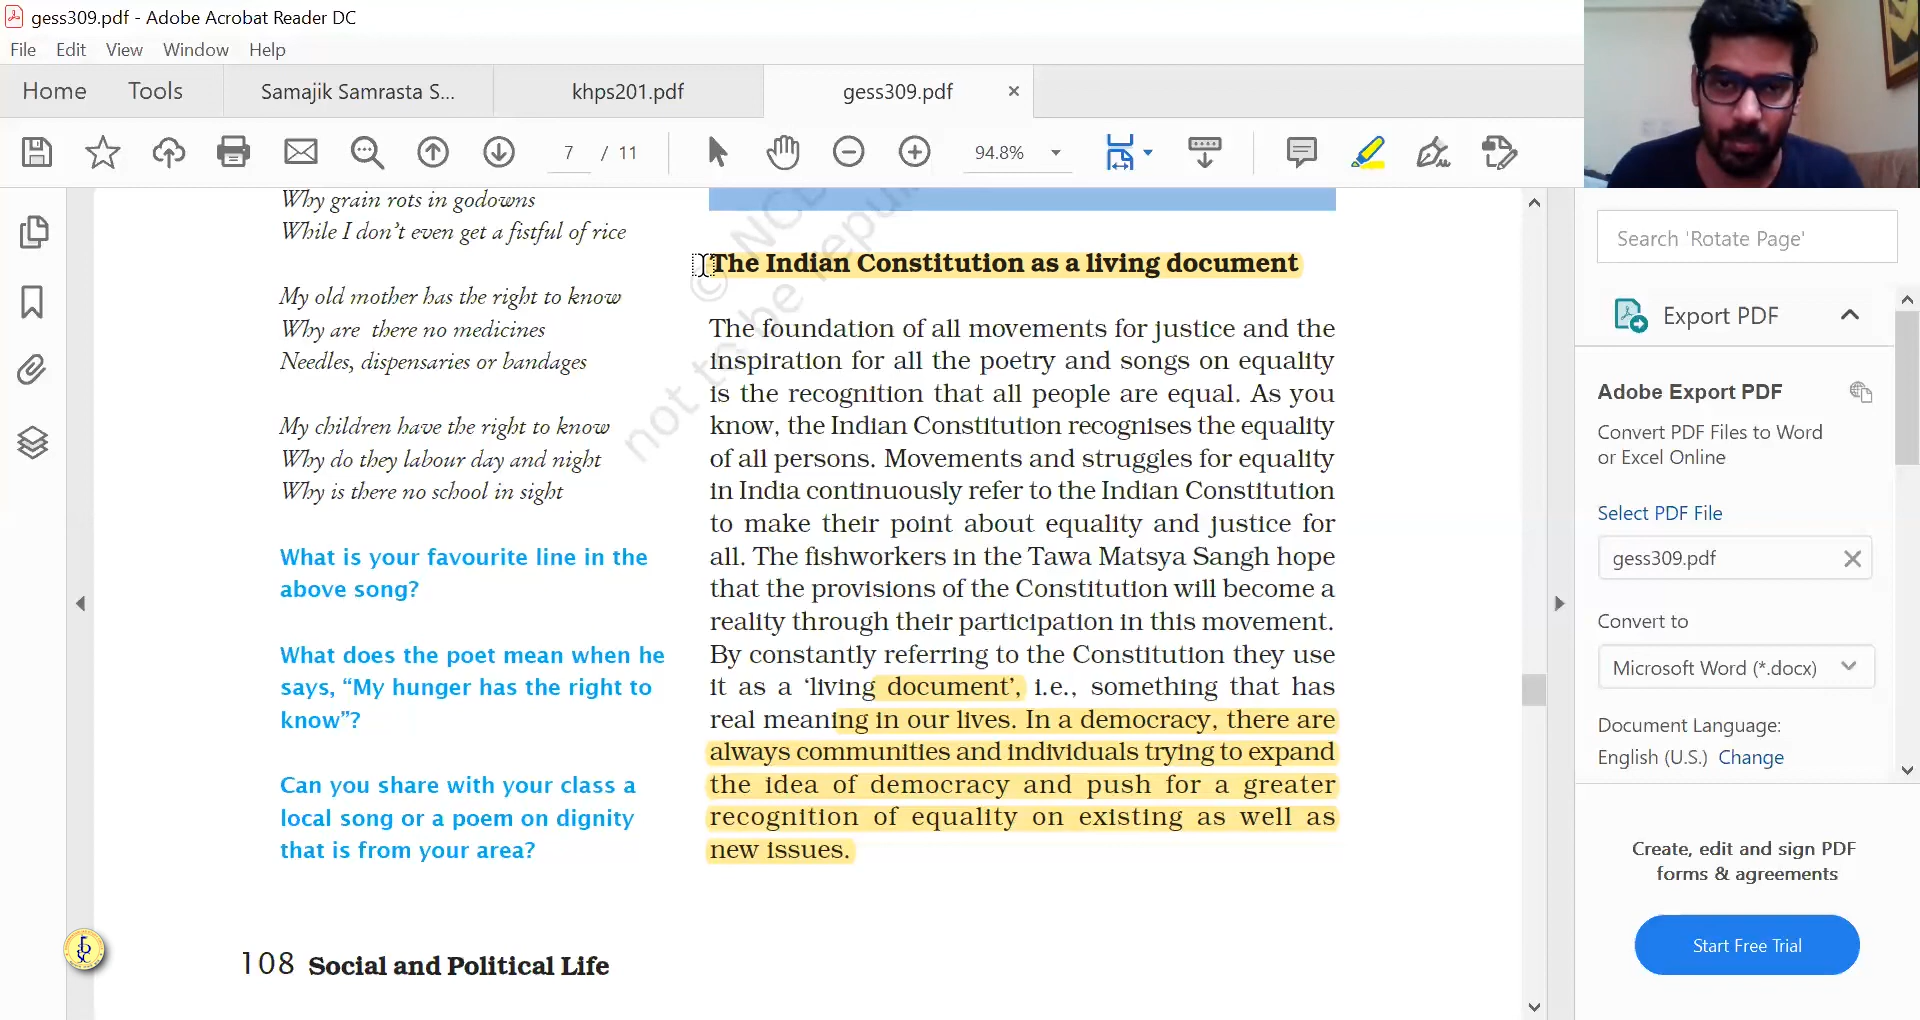 gess309.pdf - Adobe Acrobat Reader DC
File Edit View Window Help
Home Tools Samajik Samrasta S... khps201.pdf gess309.pdf ×
7 / 11 94.8%
Why grain rots in godowns
While I don't even get a fistful of rice
My old mother has the right to know
Why are there no medicines
Needles, dispensaries or bandages
My children have the right to know
Why do they labour day and night
Why is there no school in sight
What is your favourite line in the
above song?
What does the poet mean when he
says, “My hunger has the right to
know”?
Can you share with your class a
local song or a poem on dignity
that is from your area?
108 Social and Political Life
The Indian Constitution as a living document
The foundation of all movements for justice and the
inspiration for all the poetry and songs on equality
is the recognition that all people are equal. As you
know, the Indian Constitution recognises the equality
of all persons. Movements and struggles for equality
in India continuously refer to the Indian Constitution
to make their point about equality and justice for
all. The fishworkers in the Tawa Matsya Sangh hope
that the provisions of the Constitution will become a
reality through their participation in this movement.
By constantly referring to the Constitution they use
it as a ‘living document’, i.e., something that has
real meaning in our lives. In a democracy, there are
always communities and individuals trying to expand
the idea of democracy and push for a greater
recognition of equality on existing as well as
new issues.
not to be republ
Search 'Rotate Page'
Export PDF
Adobe Export PDF
Convert PDF Files to Word
or Excel Online
Select PDF File
gess309.pdf
Convert to
Microsoft Word (*.docx)
Document Language:
English (U.S.) Change
Create, edit and sign PDF
forms & agreements
Start Free Trial